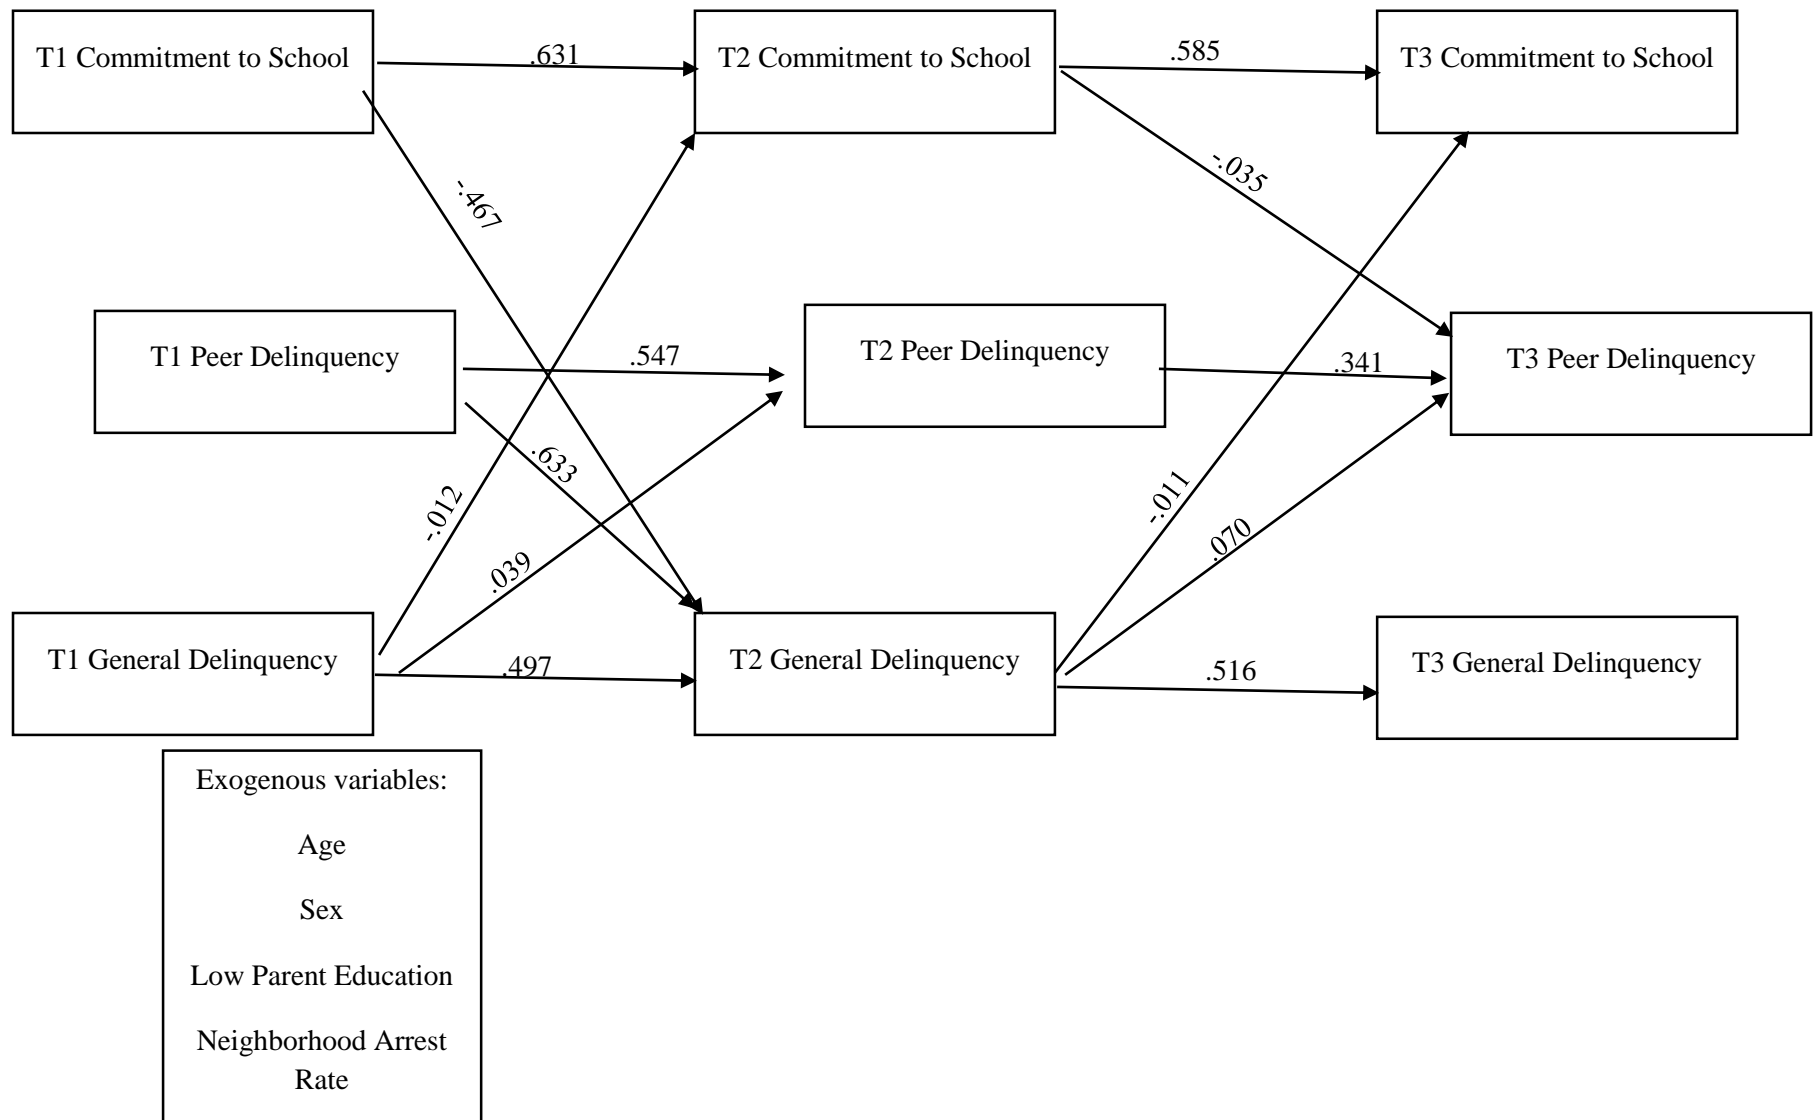 T1 Commitment to School
.631
T2 Commitment to School
.585
T3 Commitment to School
-.467
-.035
T1 Peer Delinquency
.547
T2 Peer Delinquency
.341
T3 Peer Delinquency
.633
-.012
.039
-.011
.070
T1 General Delinquency
.497
T2 General Delinquency
.516
T3 General Delinquency
Exogenous variables:
Age
Sex
Low Parent Education
Neighborhood Arrest
Rate